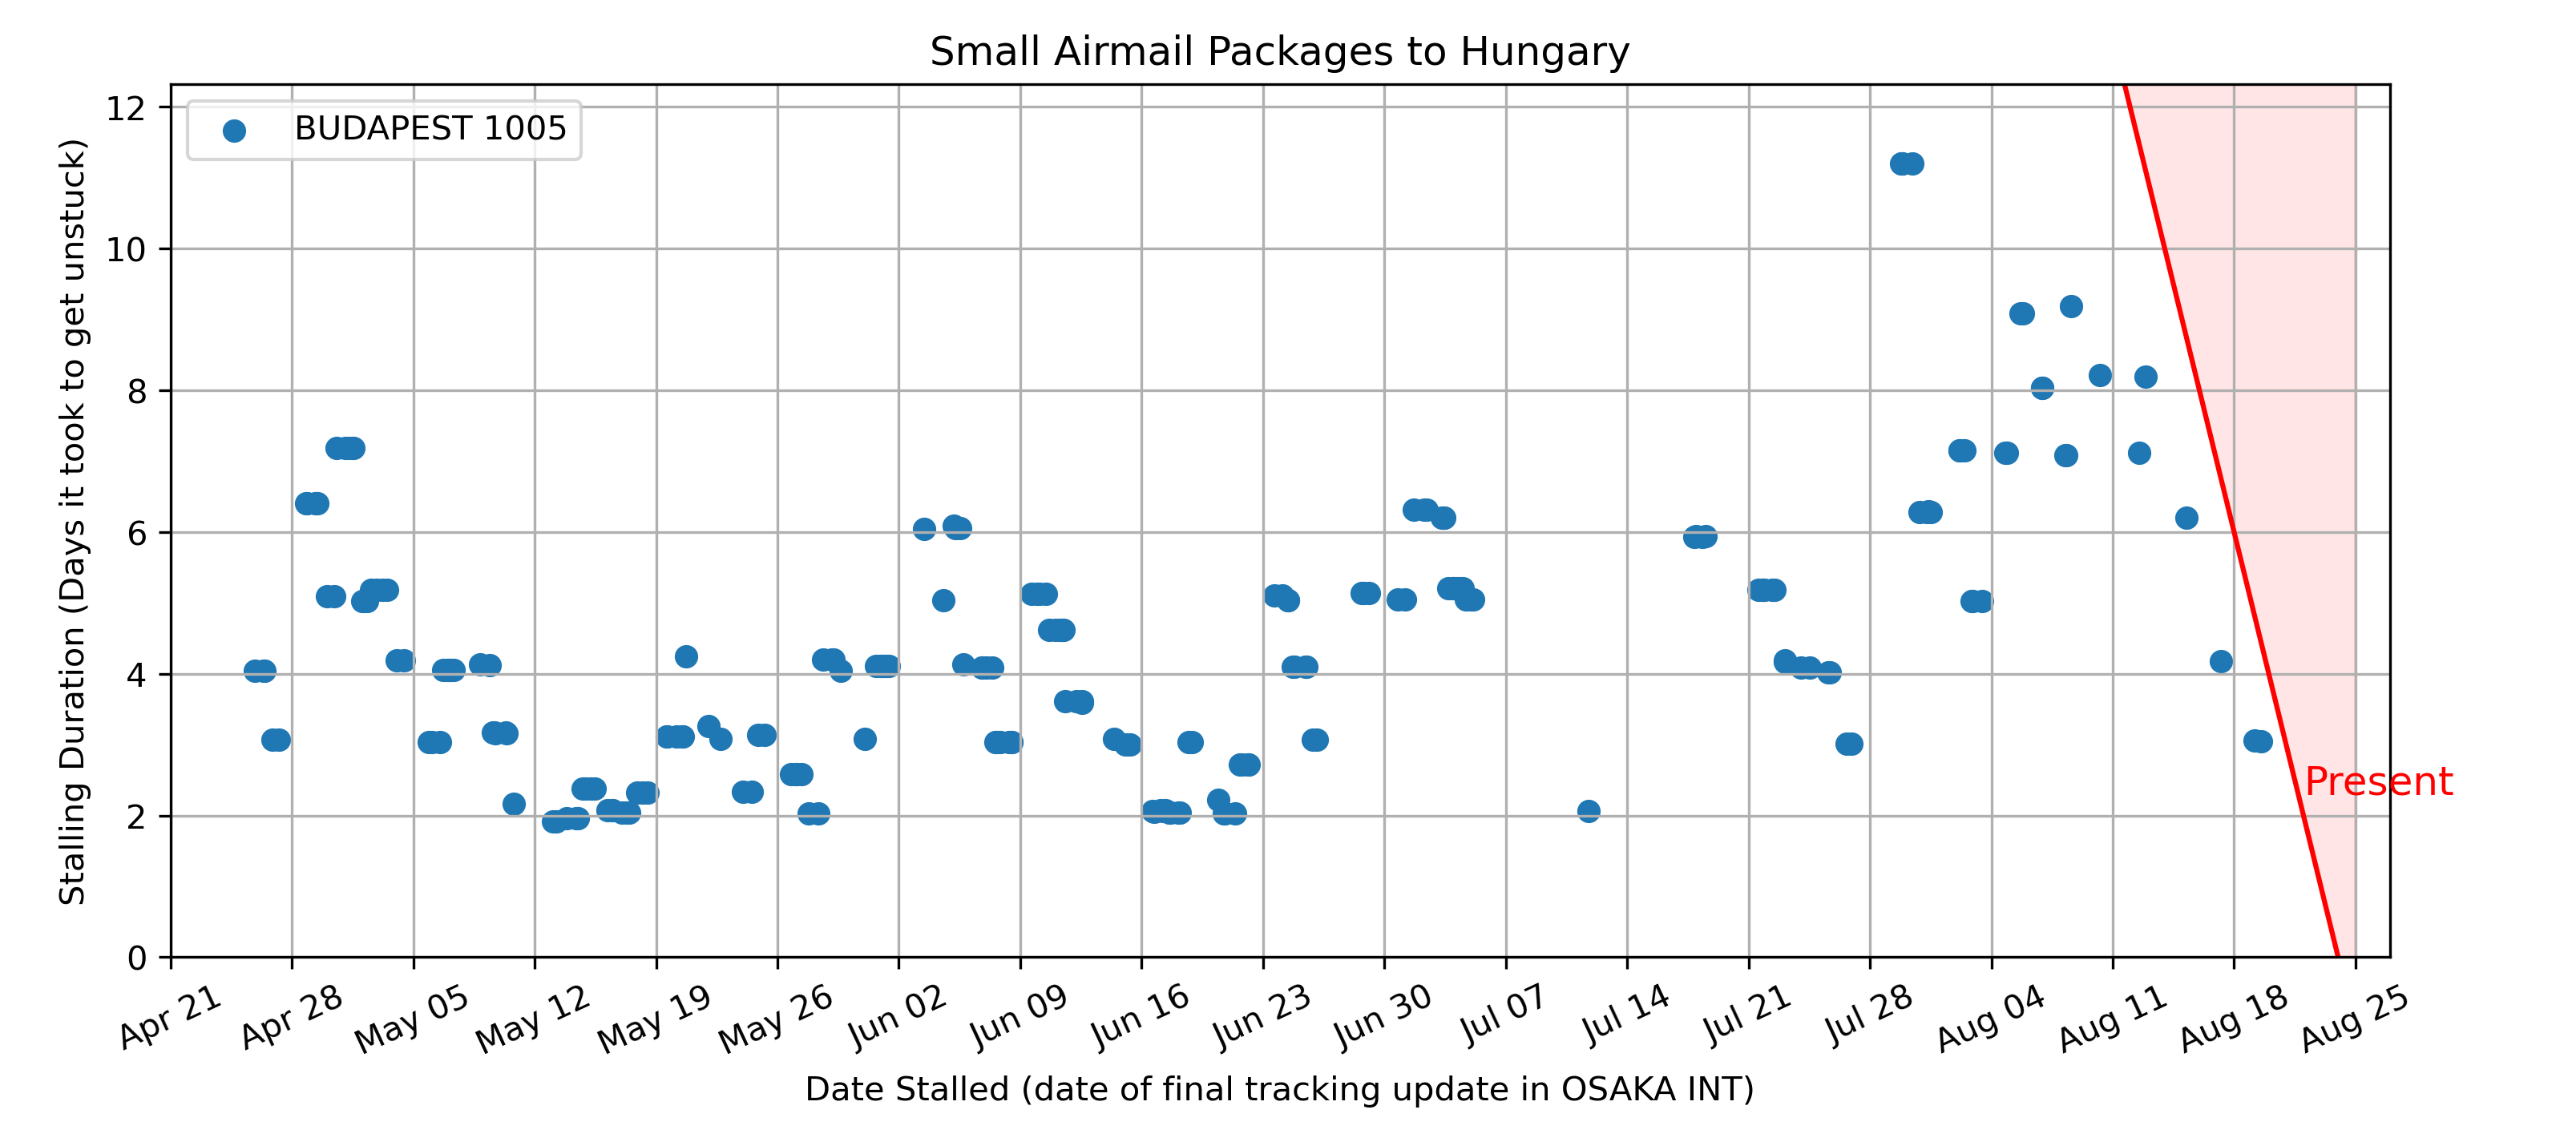 Small Airmail Packages to Hungary
BUDAPEST 1005
Stalling Duration (Days it took to get unstuck)
12
10
8
6
4
2
0
Present
Apr 21
Apr 28
May 05
May 12
May 19
May 26
Jun 02
Jun 09
Jun 16
Jun 23
Jun 30
Jul 07
Jul 14
Jul 21
Jul 28
Aug 04
Aug 11
Aug 18
Aug 25
Date Stalled (date of final tracking update in OSAKA INT)